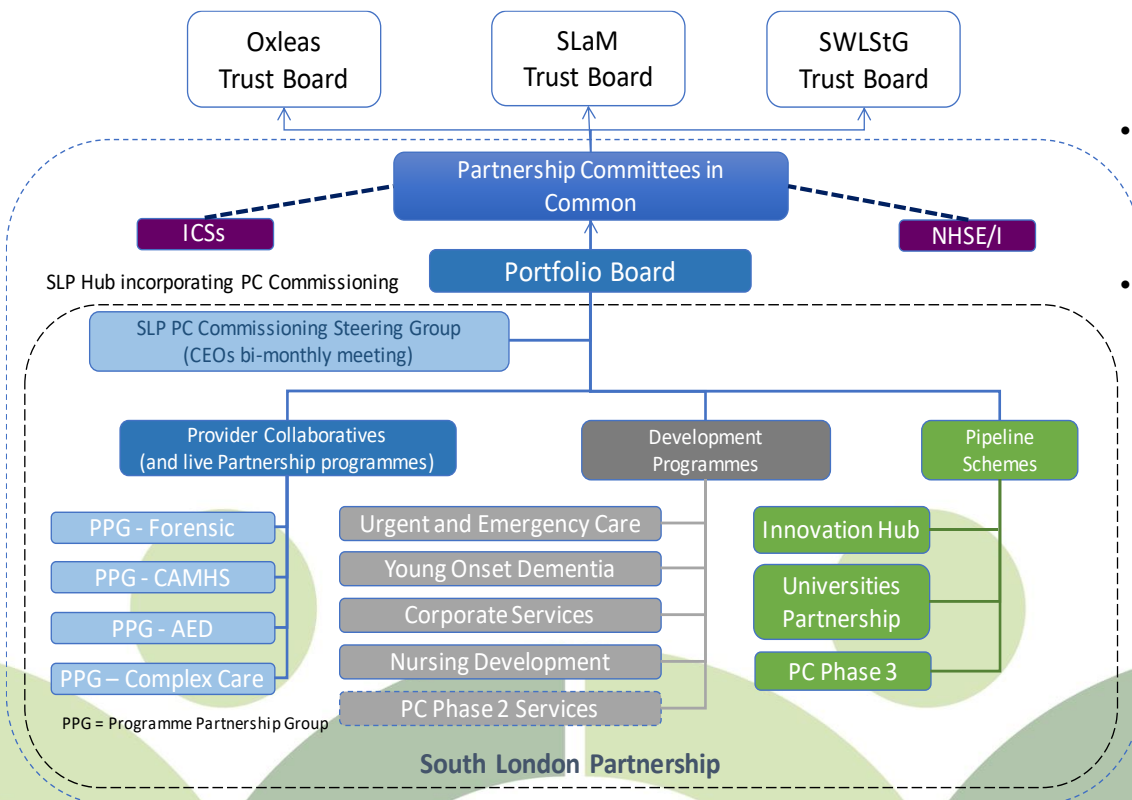 Oxleas
Trust Board
SLaM
Trust Board
SWLStG
Trust Board
•
Partnership Committees in
Common
ICSs
NHSE/I
Portfolio Board
SLP Hub incorporating PC Commissioning
•
SLP PC Commissioning Steering Group
(CEOs bi-monthly meeting)
Provider Collaboratives
(and live Partnership programmes)
Development
Programmes
Pipeline
Schemes
PPG - Forensic
PPG - CAMHS
PPG - AED
PPG – Complex Care
Urgent and Emergency Care
Young Onset Dementia
Corporate Services
Nursing Development
PC Phase 2 Services
Innovation Hub
Universities
Partnership
PC Phase 3
PPG = Programme Partnership Group
South London Partnership